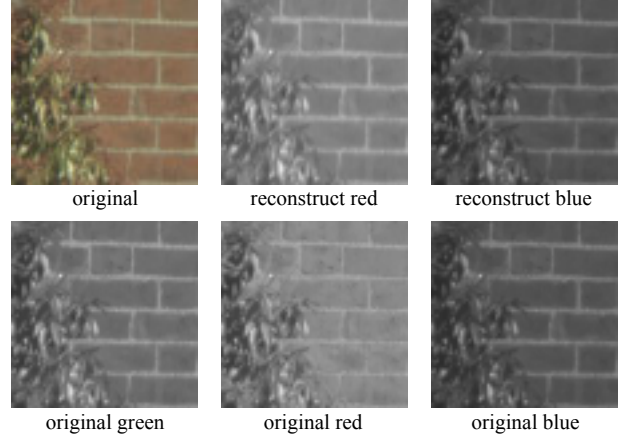 original
reconstruct red
reconstruct blue
original green
original red
original blue